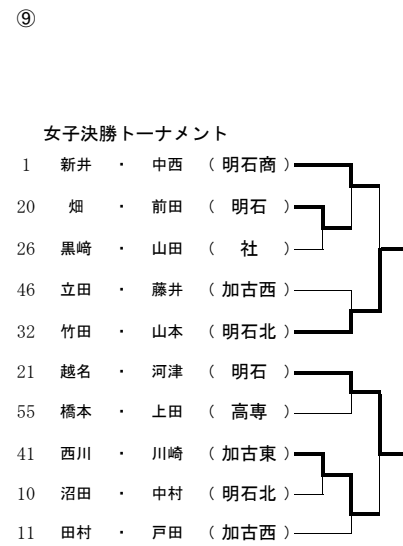 ⑨
女子決勝トーナメント
1 新井 ・ 中西 ( 明石商 )
20 畑 ・ 前田 ( 明石 )
26 黒﨑 ・ 山田 ( 社 )
46 立田 ・ 藤井 ( 加古西 )
32 竹田 ・ 山本 ( 明石北 )
21 越名 ・ 河津 ( 明石 )
55 橋本 ・ 上田 ( 高専 )
41 西川 ・ 川崎 ( 加古東 )
10 沼田 ・ 中村 ( 明石北 )
11 田村 ・ 戸田 ( 加古西 )